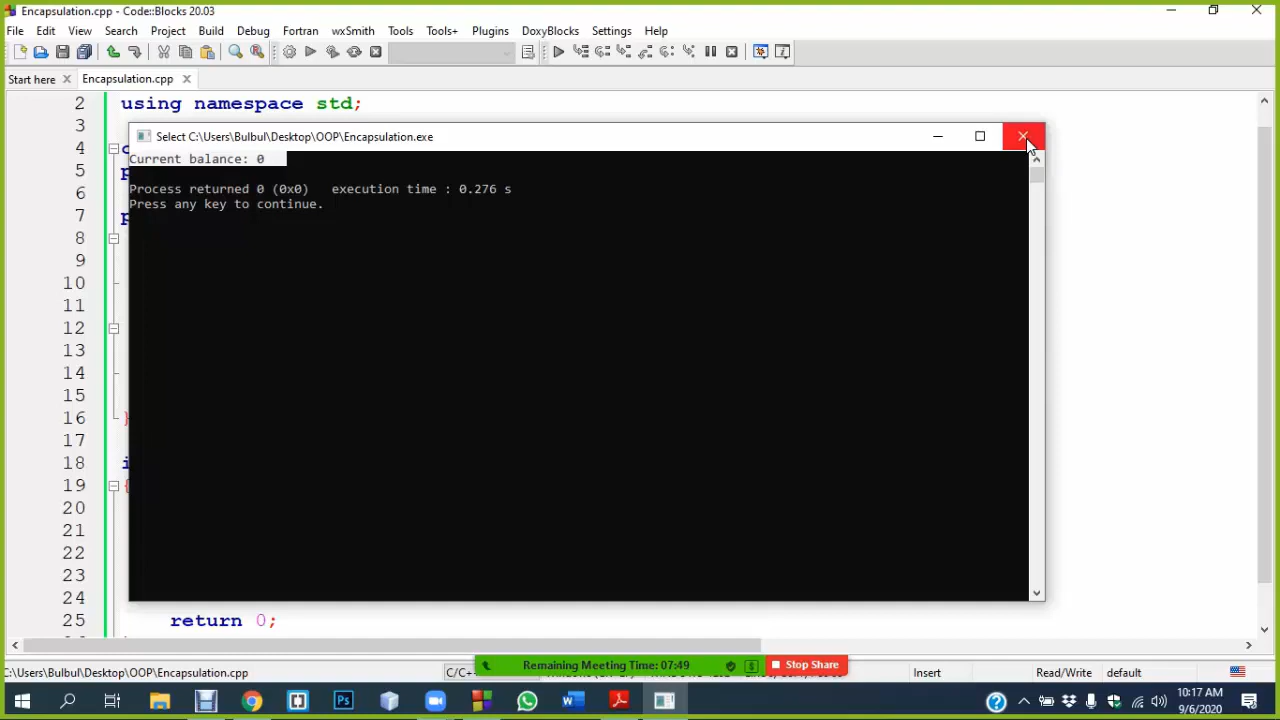 Encapsulation.cpp - Code::Blocks 20.03
File Edit View Search Project Build Debug Fortran wxSmith Tools Tools+ Plugins DoxyBlocks Settings Help
Start here Encapsulation.cpp
2 using namespace std;
3
Select C:\Users\Bulbul\Desktop\OOP\Encapsulation.exe
4
Current balance: 0
5
6
Process returned 0 (0x0) execution time : 0.276 s
Press any key to continue.
7
8
9
10
11
12
13
14
15
16 }
17
18 i
19 {
20
21
22
23
24
25 return 0;
Remaining Meeting Time: 07:49 Stop Share
C:\Users\Bulbul\Desktop\OOP\Encapsulation.cpp C/C+ Insert Read/Write default
10:17 AM
9/6/2020